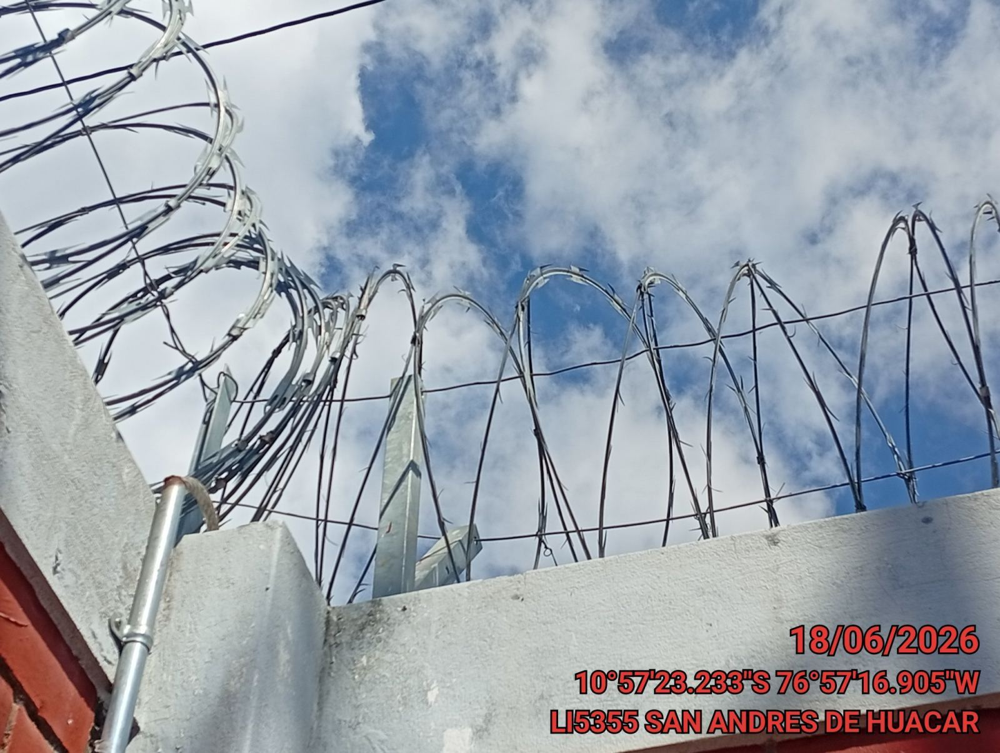 18/06/2026
10°57'23.233"S 76°57'16.905"W
LI5355 SAN ANDRES DE HUACAR